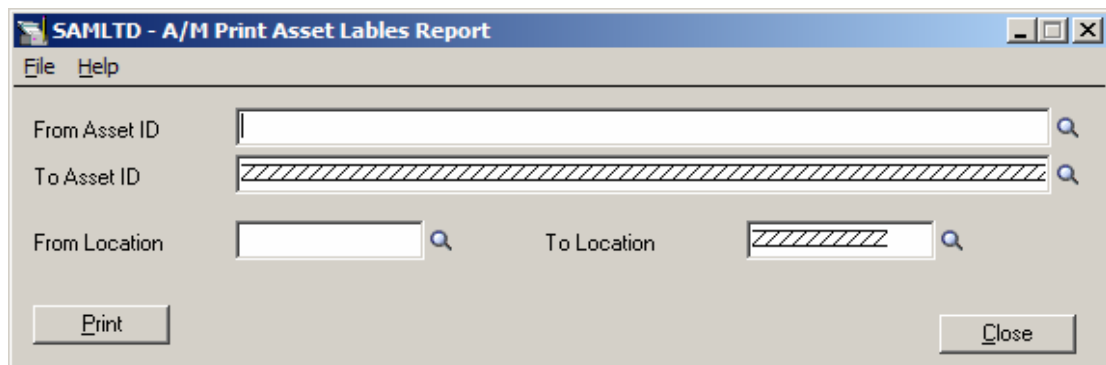 SAMLTD - A/M Print Asset Lables Report
File Help
From Asset ID
To Asset ID ZZZZZZZZZZZZZZZZZZZZZZZZZZZZZZZZZZZZZZZZZZZZZZZZZZZZZZZZZZZZ
From Location To Location ZZZZZZZZZZ
Print Close